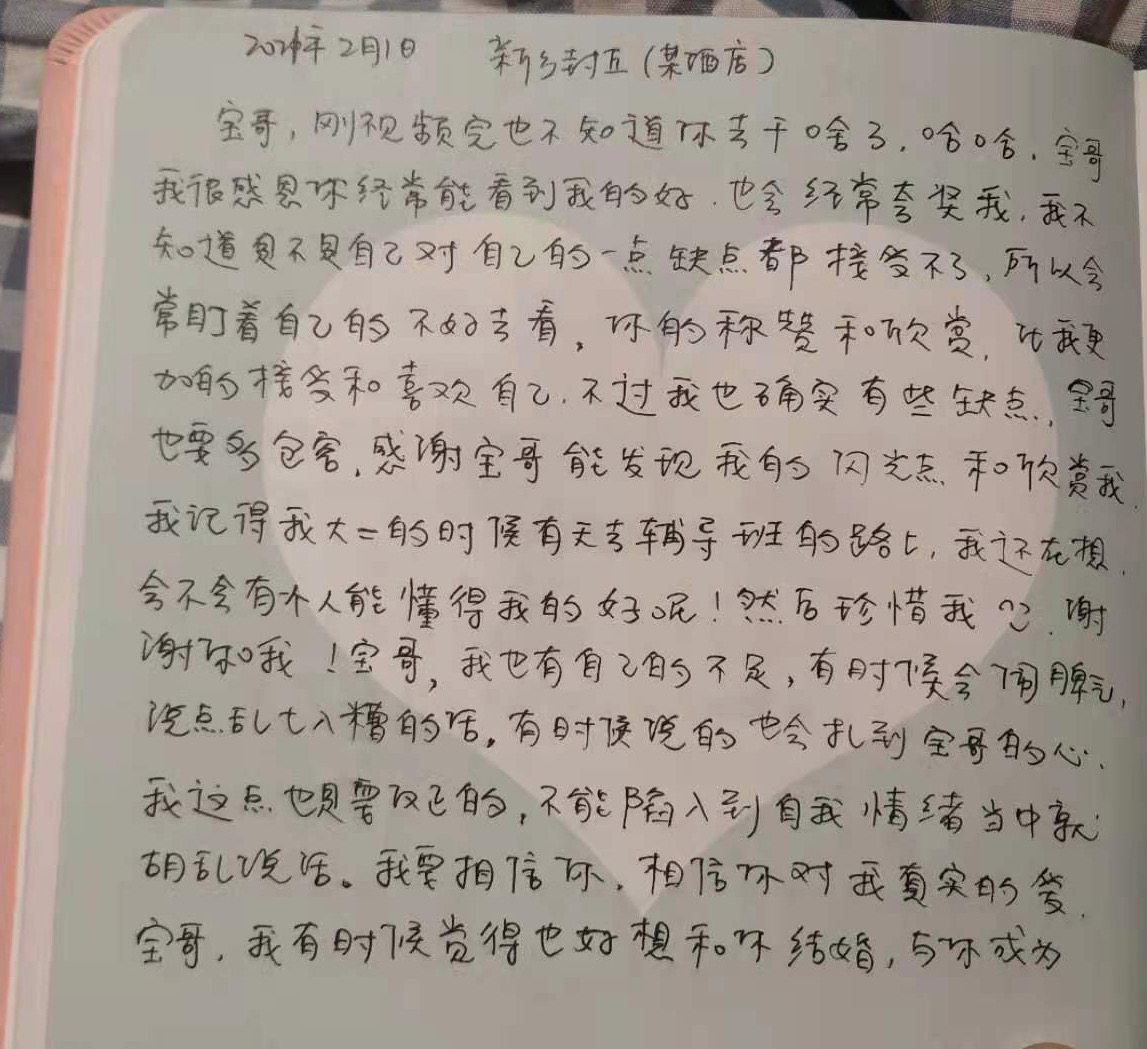 2021年2月1日 新乡封丘（某酒店）
宝哥，刚视频完也不知道你去干啥了，哈哈，宝哥
我很感恩你经常能看到我的好．也会经常夸奖我，我不
知道是不是自己对自己的一点缺点都接受不了，所以会
常盯着自己的不好去看，你的称赞和欣赏，让我更
加的接受和喜欢自己．不过我也确实有些缺点，宝哥
也要多包容，感谢宝哥能发现我的闪光点和欣赏我．
我记得我大二的时候有天去辅导班的路上，我还在想，
会不会有个人能懂得我的好呢！然后珍惜我．谢
谢你和我！宝哥，我也有自己的不足，有时候会闹脾气，
说点乱七八糟的话。有时候说的也会扎到宝哥的心．
我这点也是要改正的，不能陷入到自我情绪当中就
胡乱说话。我要相信你，相信你对我真实的爱．
宝哥，我有时候觉得也好想和你结婚，与你成为